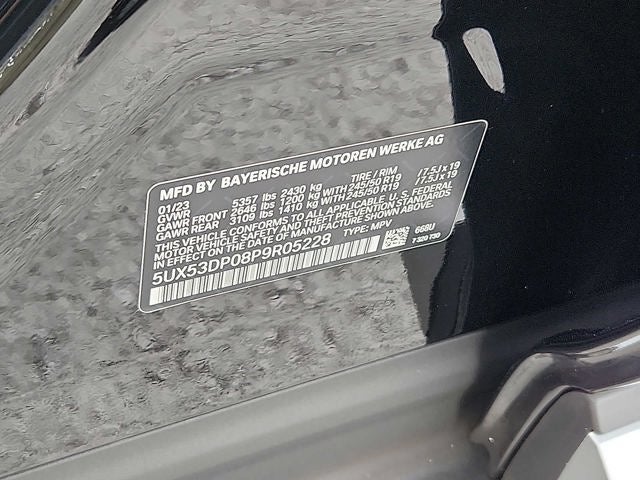 MFD BY BAYERISCHE MOTOREN WERKE AG
01/23 TIRE / RIM
GVWR 5357 lbs 2430 kg
GAWR FRONT 2646 lbs 1200 kg WITH 245/50 R19 / 7.5J x 19
GAWR REAR 3109 lbs 1410 kg WITH 245/50 R19 / 7.5J x 19
THIS VEHICLE CONFORMS TO ALL APPLICABLE U. S. FEDERAL
MOTOR VEHICLE SAFETY AND THEFT PREVENTION STANDARDS
IN EFFECT ON THE DATE OF MANUFACTURE SHOWN ABOVE.
5UX53DP08P9R05228 TYPE: MPV
668U
7 320 730